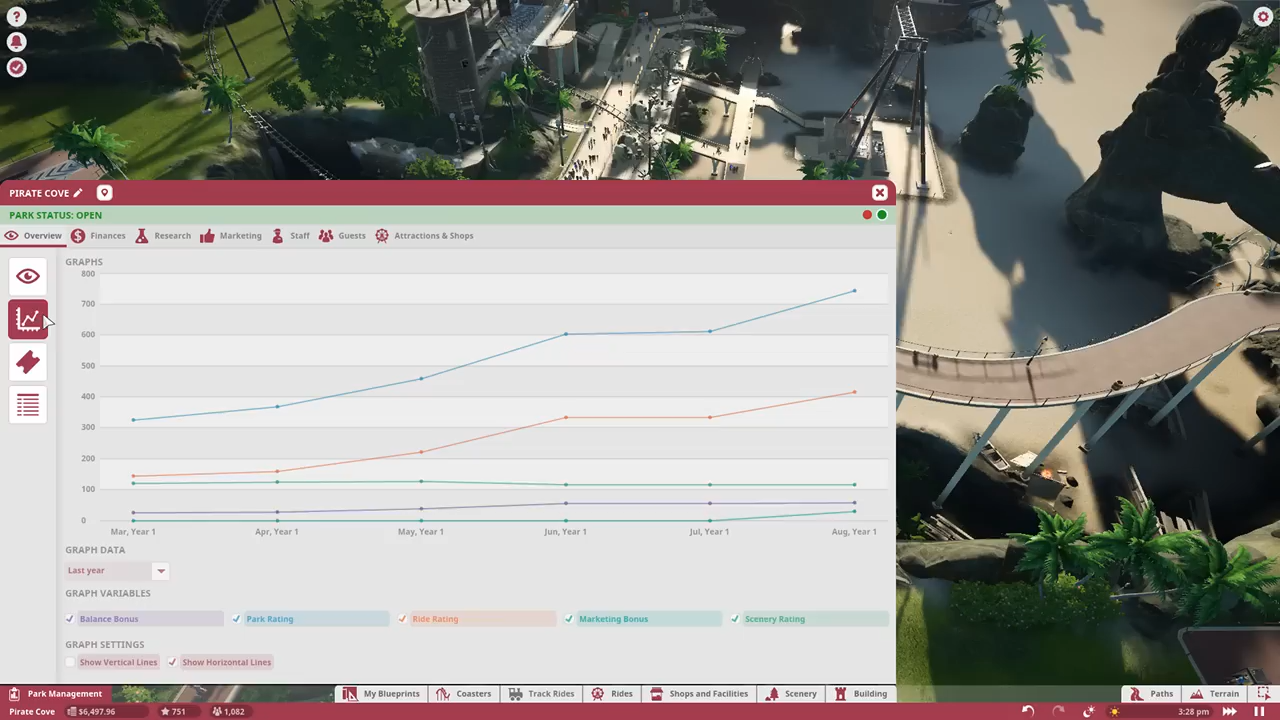 PIRATE COVE
PARK STATUS: OPEN
Overview Finances Research Marketing Staff Guests Attractions & Shops
GRAPHS
800
700
600
500
400
300
200
100
0
Mar, Year 1 Apr, Year 1 May, Year 1 Jun, Year 1 Jul, Year 1 Aug, Year 1
GRAPH DATA
Last year
GRAPH VARIABLES
Balance Bonus Park Rating Ride Rating Marketing Bonus Scenery Rating
GRAPH SETTINGS
Show Vertical Lines Show Horizontal Lines
Park Management My Blueprints Coasters Track Rides Rides Shops and Facilities Scenery Building Paths Terrain
Pirate Cove $6,497.96 751 1,082 3:28 pm